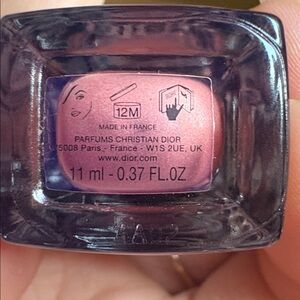 12M
MADE IN FRANCE
PARFUMS CHRISTIAN DIOR
75008 Paris - France - W1S 2UE, UK
www.dior.com
11 ml - 0.37 FL.OZ